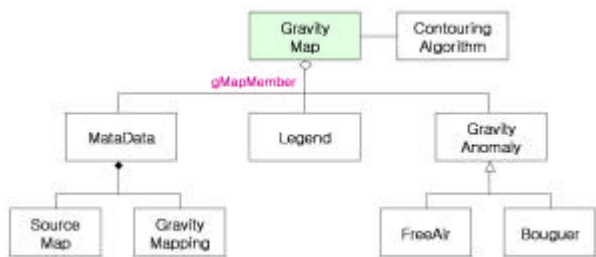 Gravity
Map
Contouring
Algorithm
gMapMember
MataData
Legend
Gravity
Anomaly
Source
Map
Gravity
Mapping
FreeAir
Bouguer